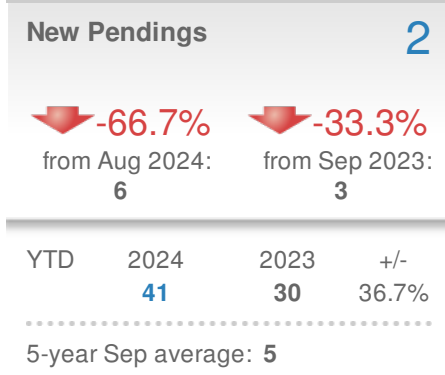 New Pendings 2
-66.7% -33.3%
from Aug 2024: from Sep 2023:
6 3
YTD 2024 2023 +/-
41 30 36.7%
5-year Sep average: 5